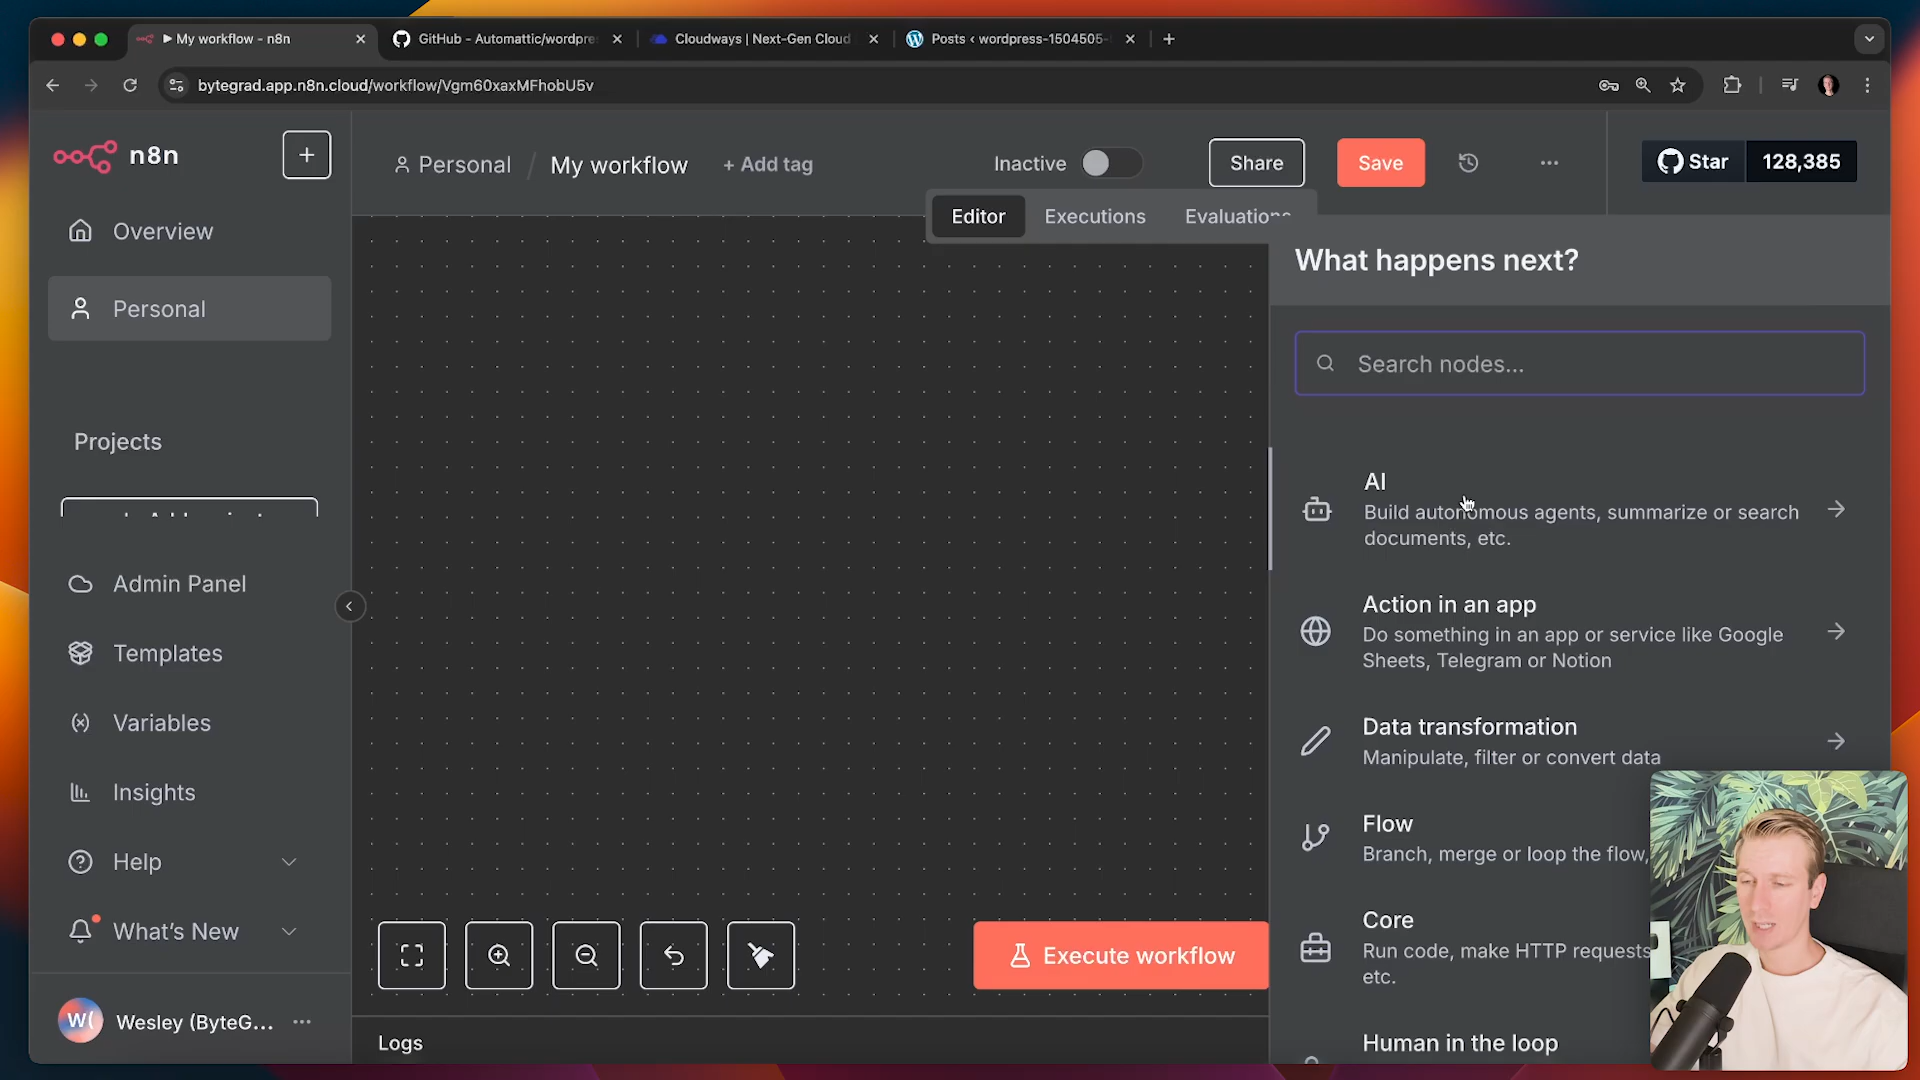 My workflow - n8n
GitHub - Automattic/wordpre
Cloudways | Next-Gen Cloud
Posts < wordpress-1504505-
bytegrad.app.n8n.cloud/workflow/Vgm60xaxMFhobU5v
n8n
Personal / My workflow + Add tag
Inactive
Share
Save
Star 128,385
Editor Executions Evaluations
Overview
Personal
Projects
Admin Panel
Templates
Variables
Insights
Help
What's New
W( Wesley (ByteG...
Execute workflow
Logs
What happens next?
Search nodes...
AI
Build autonomous agents, summarize or search
documents, etc.
Action in an app
Do something in an app or service like Google
Sheets, Telegram or Notion
Data transformation
Manipulate, filter or convert data
Flow
Branch, merge or loop the flow,
Core
Run code, make HTTP requests
etc.
Human in the loop